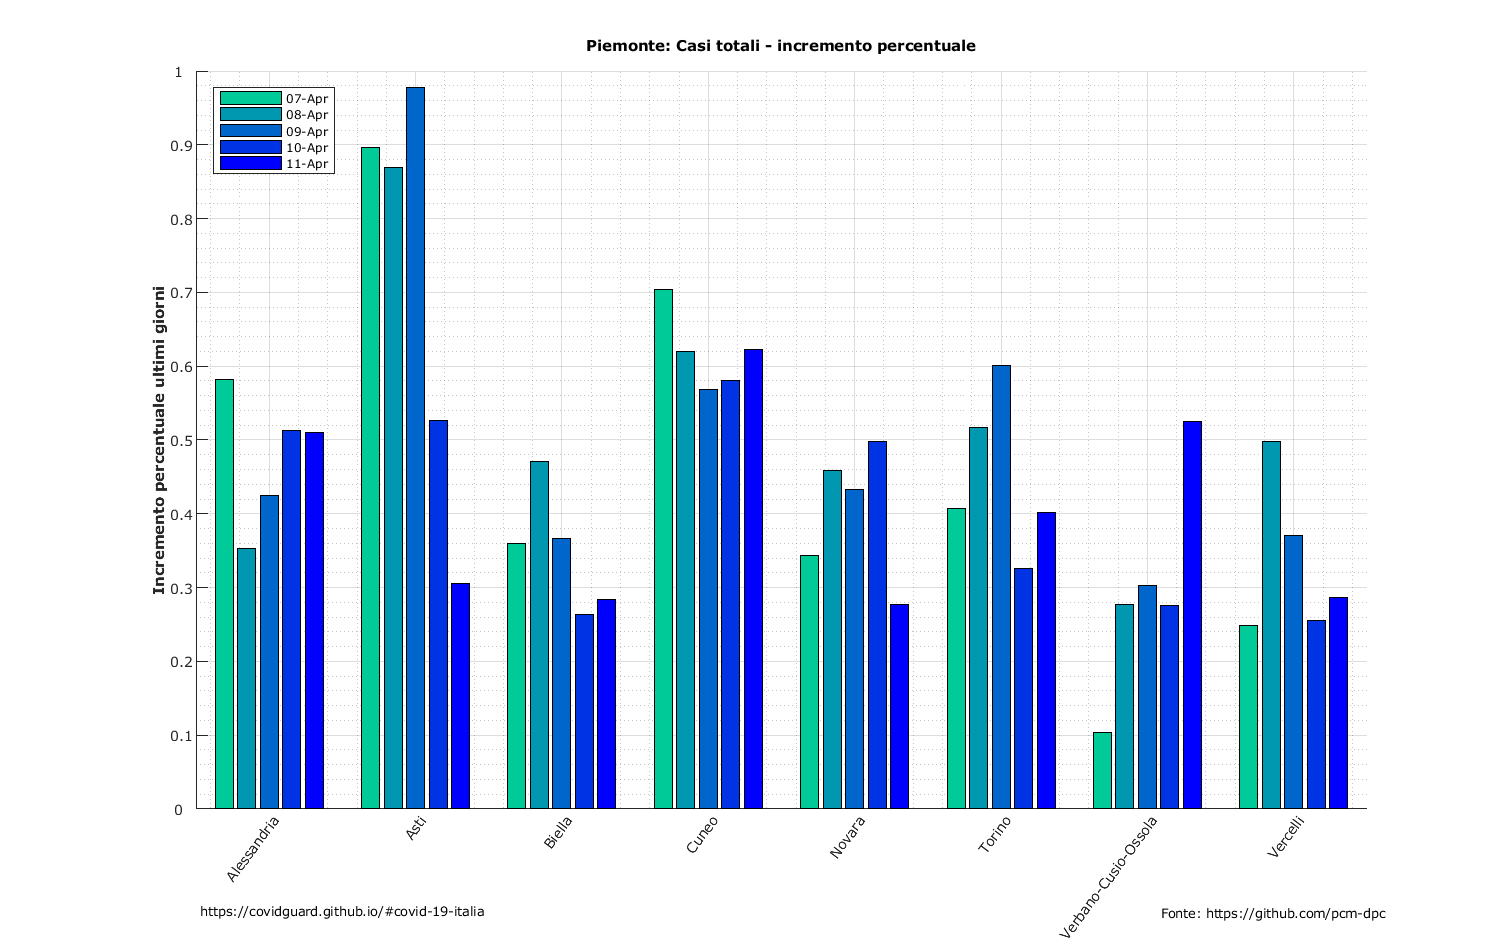 Piemonte: Casi totali - incremento percentuale
07-Apr
08-Apr
09-Apr
10-Apr
11-Apr
Incremento percentuale ultimi giorni
1
0.9
0.8
0.7
0.6
0.5
0.4
0.3
0.2
0.1
0
Alessandria
Asti
Biella
Cuneo
Novara
Torino
Verbano-Cusio-Ossola
Vercelli
https://covidguard.github.io/#covid-19-italia
Fonte: https://github.com/pcm-dpc